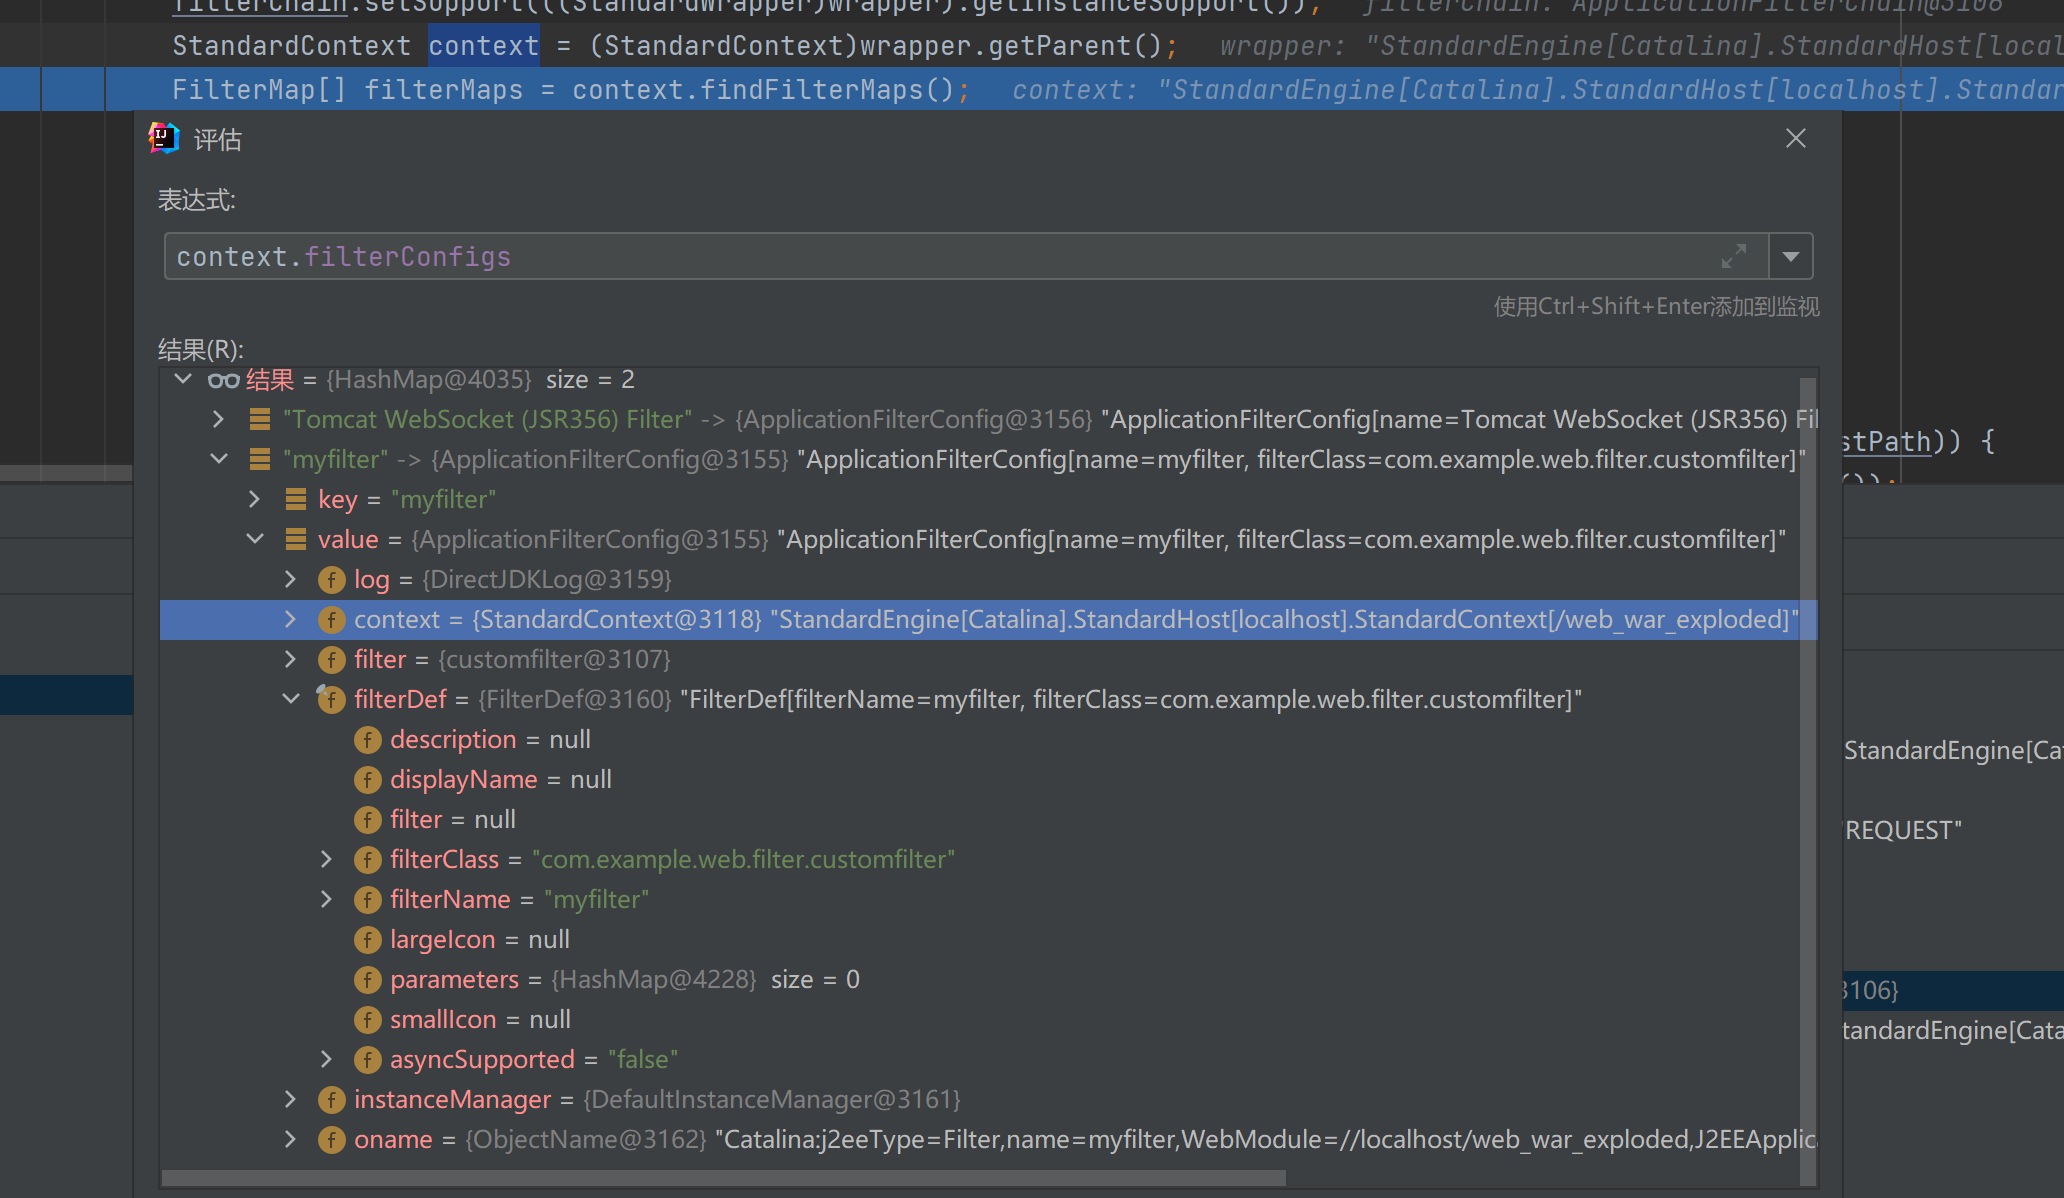 filterChain.setSupport(((StandardWrapper)wrapper).getInstanceSupport()); filterChain: ApplicationFilterChain@3106
StandardContext context = (StandardContext)wrapper.getParent(); wrapper: "StandardEngine[Catalina].StandardHost[local
FilterMap[] filterMaps = context.findFilterMaps(); context: "StandardEngine[Catalina].StandardHost[localhost].Standar
IJ 评估
表达式:
context.filterConfigs
使用Ctrl+Shift+Enter添加到监视
结果(R):
结果 = {HashMap@4035} size = 2
"Tomcat WebSocket (JSR356) Filter" -> {ApplicationFilterConfig@3156} "ApplicationFilterConfig[name=Tomcat WebSocket (JSR356) Fil
stPath)) {
"myfilter" -> {ApplicationFilterConfig@3155} "ApplicationFilterConfig[name=myfilter, filterClass=com.example.web.filter.customfilter]"
());
key = "myfilter"
value = {ApplicationFilterConfig@3155} "ApplicationFilterConfig[name=myfilter, filterClass=com.example.web.filter.customfilter]"
f log = {DirectJDKLog@3159}
f context = {StandardContext@3118} "StandardEngine[Catalina].StandardHost[localhost].StandardContext[/web_war_exploded]"
f filter = {customfilter@3107}
f filterDef = {FilterDef@3160} "FilterDef[filterName=myfilter, filterClass=com.example.web.filter.customfilter]"
f description = null
StandardEngine[Cat
f displayName = null
f filter = null
"REQUEST"
f filterClass = "com.example.web.filter.customfilter"
f filterName = "myfilter"
f largeIcon = null
f parameters = {HashMap@4228} size = 0
3106}
f smallIcon = null
tandardEngine[Cata
f asyncSupported = "false"
f instanceManager = {DefaultInstanceManager@3161}
f oname = {ObjectName@3162} "Catalina:j2eeType=Filter,name=myfilter,WebModule=//localhost/web_war_exploded,J2EEApplic